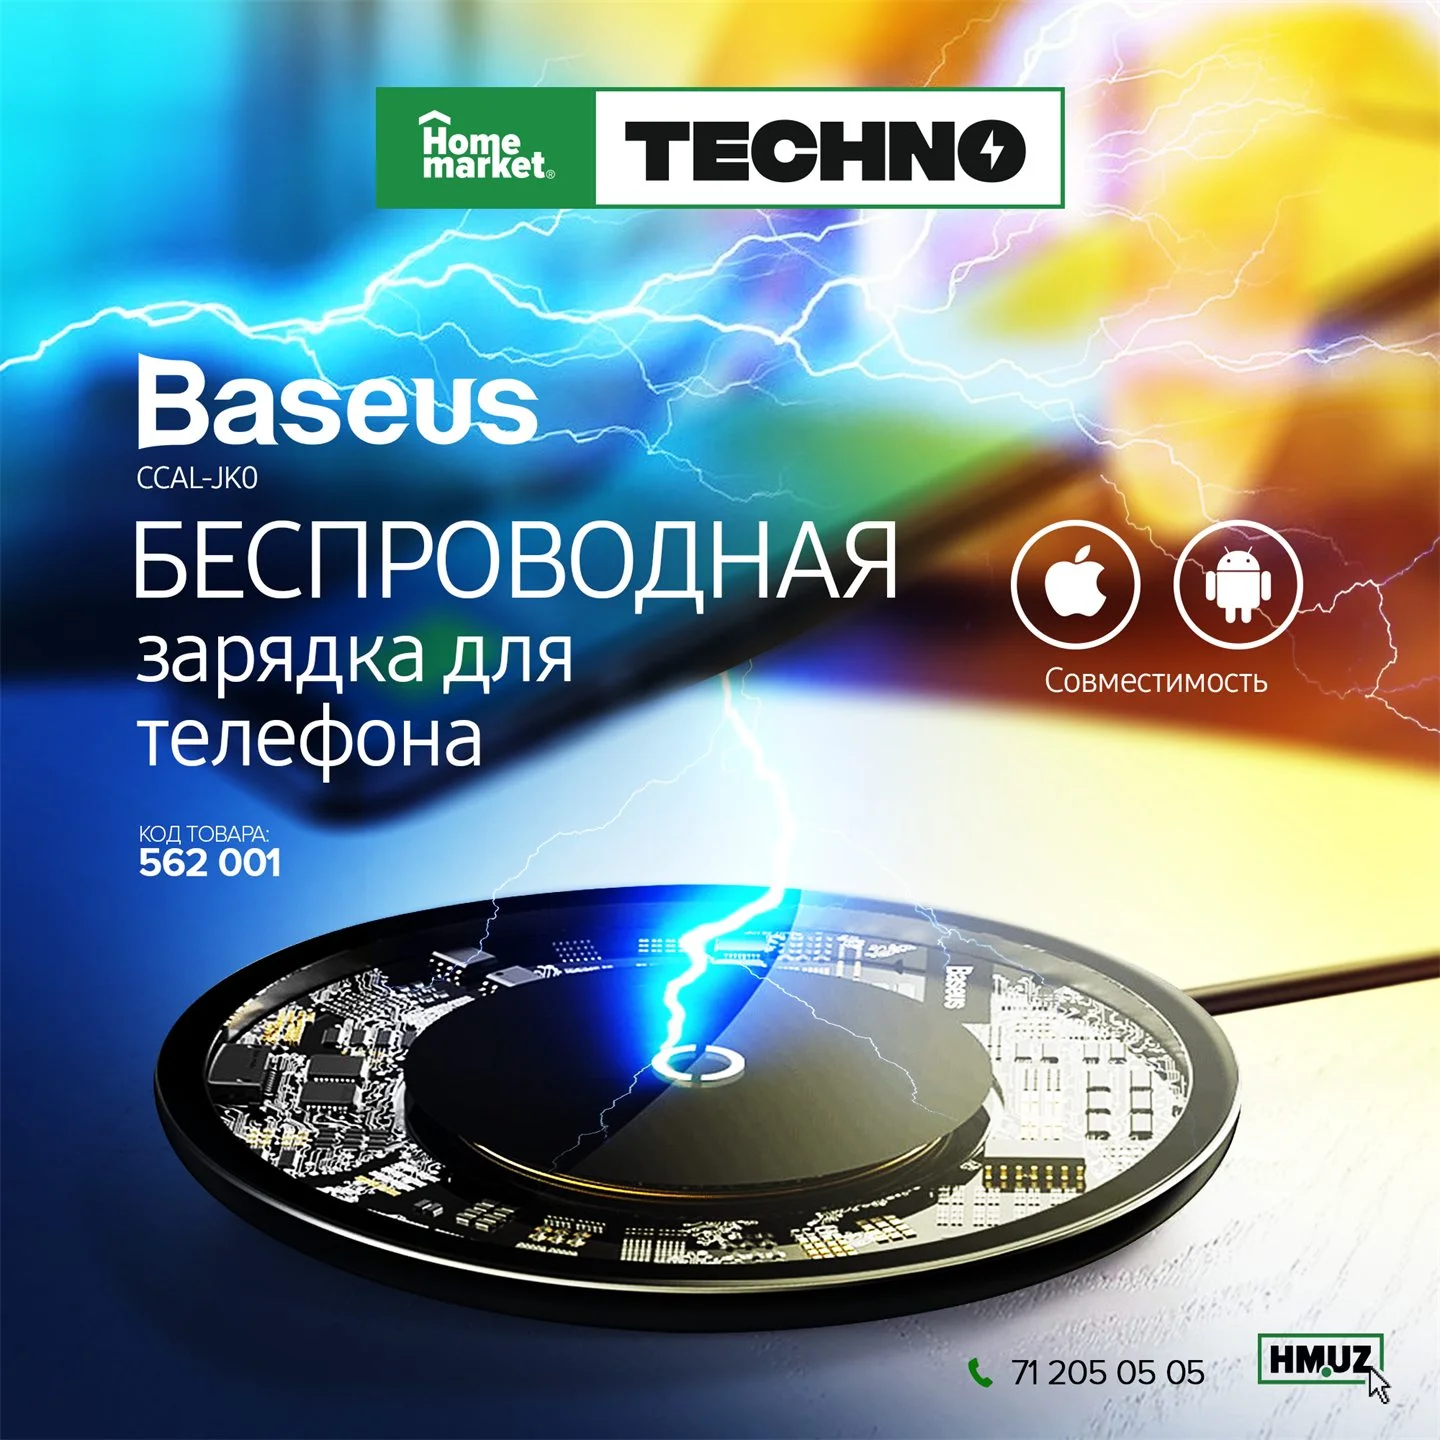 Home
market®
TECHNO
Baseus
CCAL-JK0
БЕСПРОВОДНАЯ
зарядка для
телефона
Совместимость
КОД ТОВАРА:
562 001
Baseus
71 205 05 05
HM.UZ